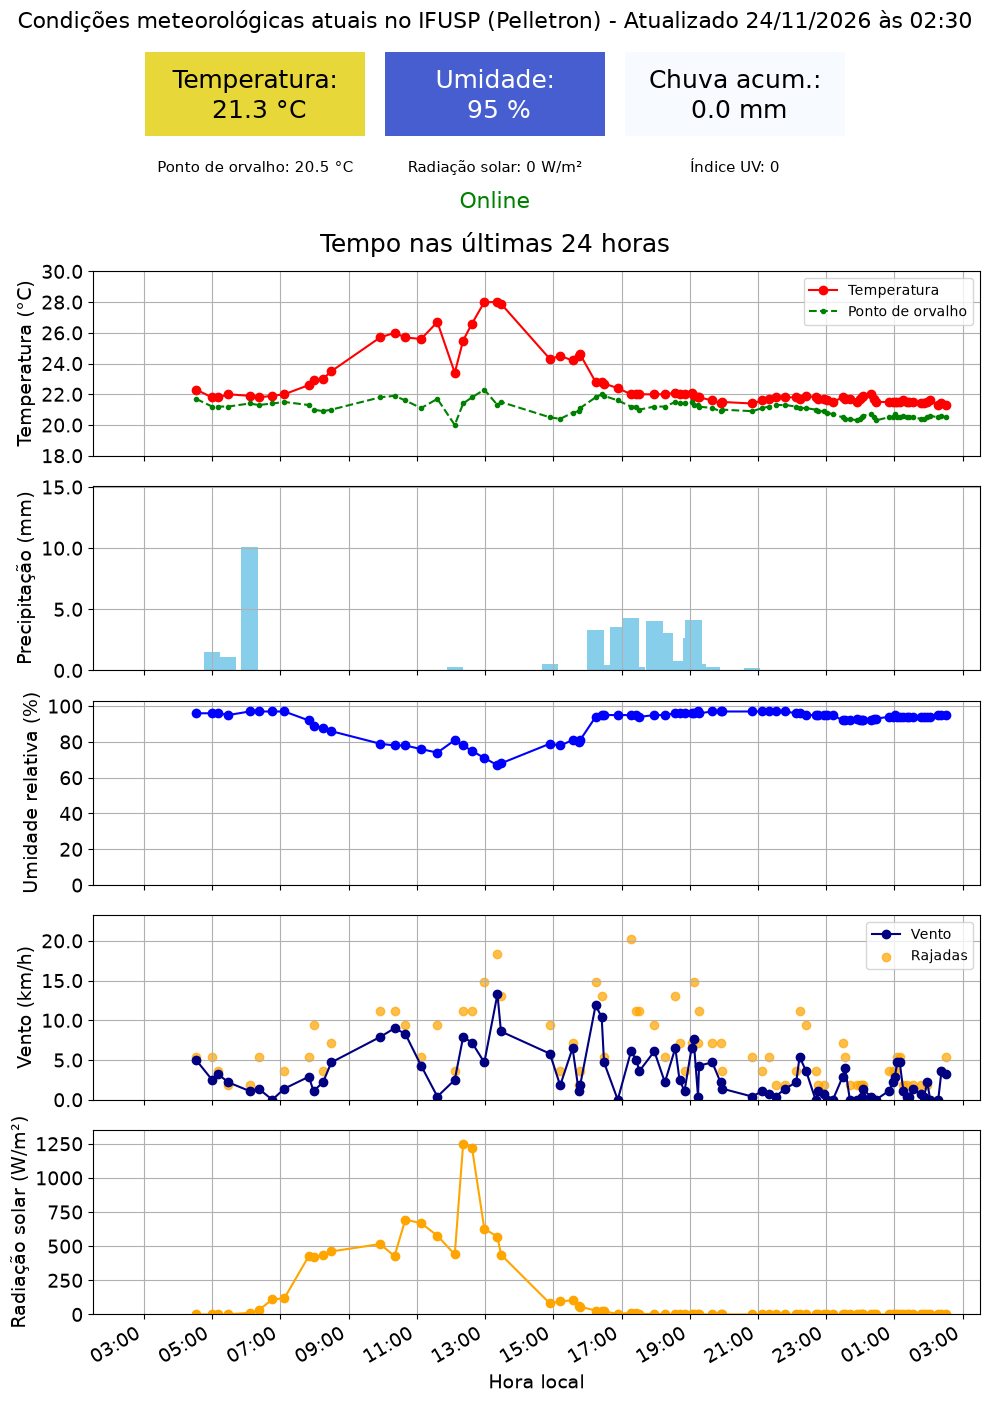 Condições meteorológicas atuais no IFUSP (Pelletron) - Atualizado 24/11/2026 às 02:30
Temperatura:
21.3 °C
Umidade:
95 %
Chuva acum.:
0.0 mm
Ponto de orvalho: 20.5 °C
Radiação solar: 0 W/m²
Índice UV: 0
Online
Tempo nas últimas 24 horas
Temperatura (°C)
30.0
28.0
26.0
24.0
22.0
20.0
18.0
Temperatura
Ponto de orvalho
Precipitação (mm)
15.0
10.0
5.0
0.0
Umidade relativa (%)
100
80
60
40
20
0
Vento (km/h)
20.0
15.0
10.0
5.0
0.0
Vento
Rajadas
Radiação solar (W/m²)
1250
1000
750
500
250
0
03:00
05:00
07:00
09:00
11:00
13:00
15:00
17:00
19:00
21:00
23:00
01:00
03:00
Hora local